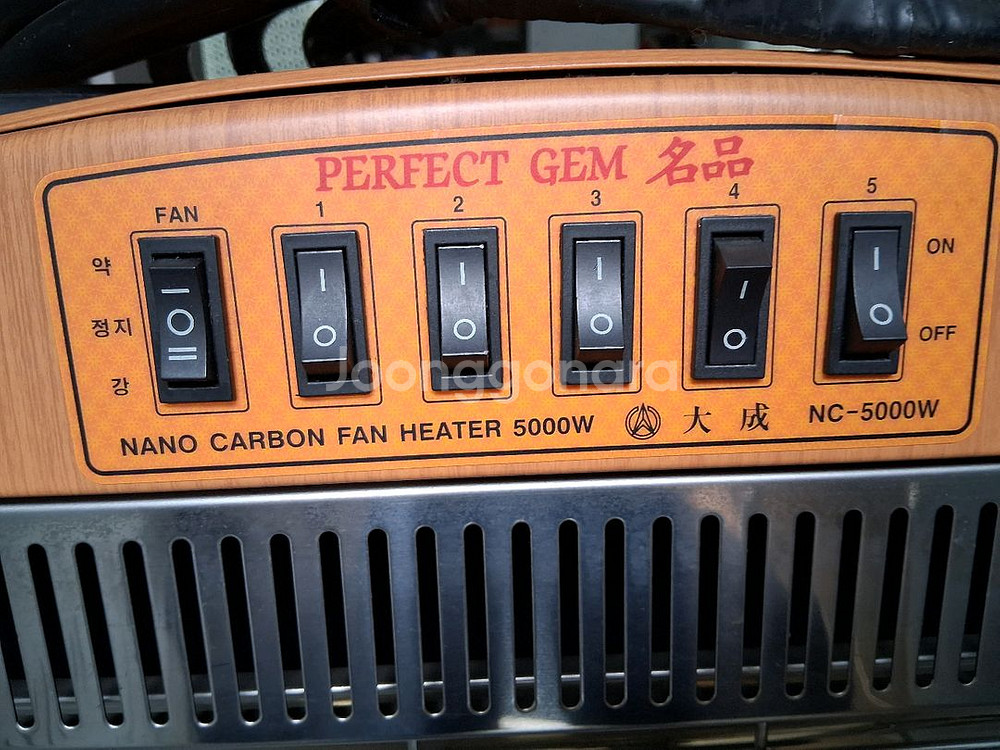 PERFECT GEM 名品
FAN 1 2 3 4 5
약
정지
강
ON
OFF
Joonggonara
NANO CARBON FAN HEATER 5000W 大成 NC-5000W